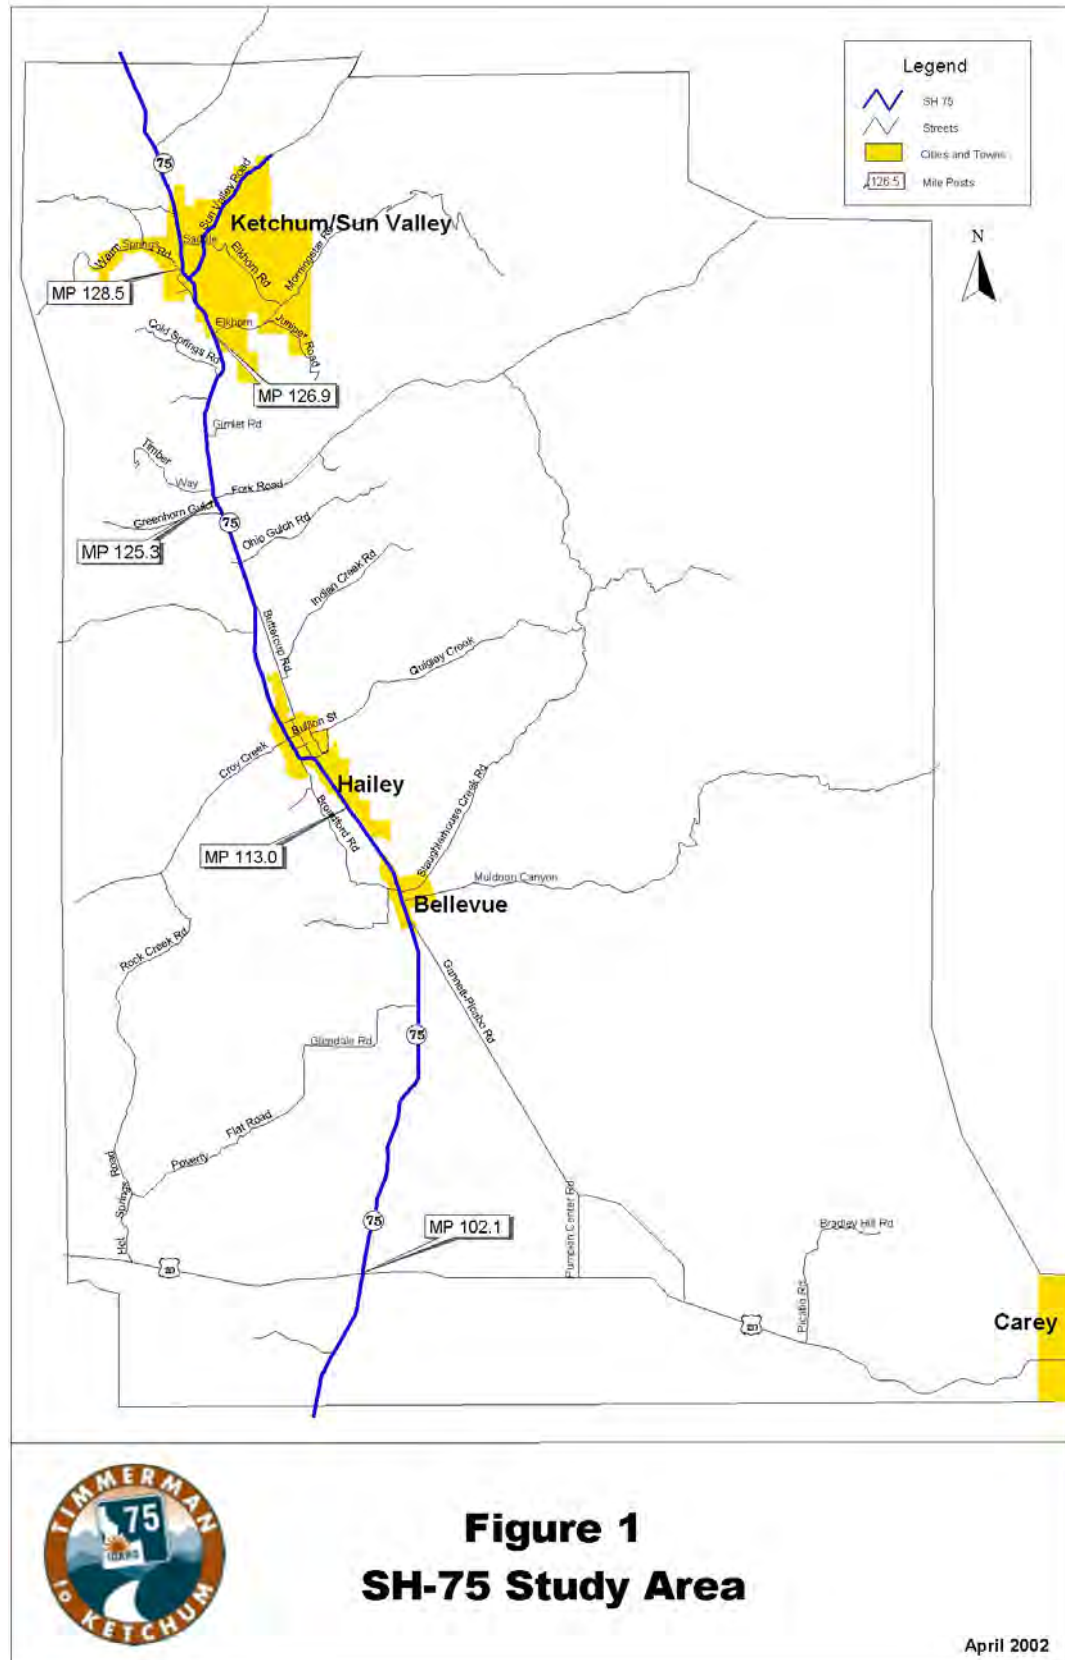 Legend
SH 75
Streets
Cities and Towns
126.5
Mile Posts
N
75
Sun Valley Road
Ketchum/Sun Valley
Saddle
Warm Spring Rd
Elkhorn Rd
Morningstar Rd
MP 128.5
Elkhorn
Juniper Road
Cold Springs Rd
MP 126.9
Gimlet Rd
Timber
Way
Fork Road
Greenhorn Gulch
75
Ohio Gulch Rd
MP 125.3
Indian Creek Rd
Buttercup Rd
Quigley Creek
Bullion St
Croy Creek
Hailey
Broadford Rd
Slaughterhouse Creek Rd
MP 113.0
Muldoon Canyon
Bellevue
Rock Creek Rd
Gannett-Picabo Rd
75
Glendale Rd
Flat Road
Poverty
Hot Springs Road
Pumpkin Center Rd
75
MP 102.1
Bradley Hill Rd
20
Picabo Rd
20
Carey
TIMMERMAN
to KETCHUM
75
IDAHO
Figure 1
SH-75 Study Area
April 2002